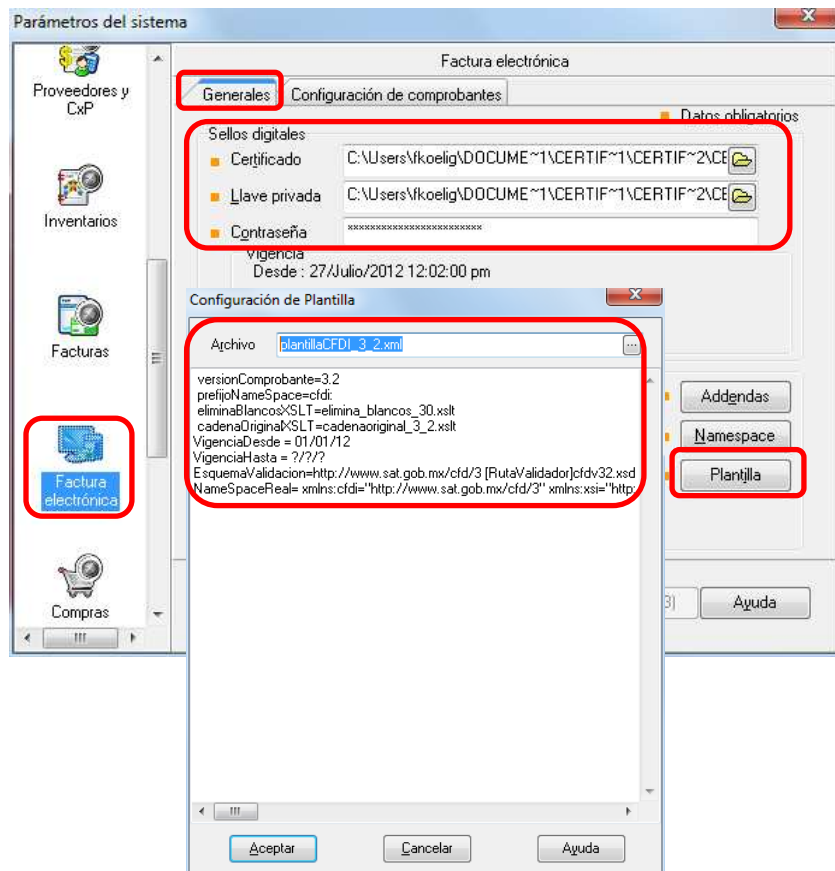 Parámetros del sistema
Proveedores y
CxP
Inventarios
Facturas
Factura
electrónica
Compras
Factura electrónica
Generales
Configuración de comprobantes
Datos obligatorios
Sellos digitales
Certificado C:\Users\fkoelig\DOCUME~1\CERTIF~1\CERTIF~2\CE
Llave privada C:\Users\fkoelig\DOCUME~1\CERTIF~1\CERTIF~2\CE
Contraseña ************************
Vigencia
Desde : 27/Julio/2012 12:02:00 pm
Addendas
Namespace
Plantilla
3)
Ayuda
Configuración de Plantilla
Archivo plantillaCFDI_3_2.xml
...
versionComprobante=3.2
prefijoNameSpace=cfdi:
eliminaBlancosXSLT=elimina_blancos_30.xslt
cadenaOriginalXSLT=cadenaoriginal_3_2.xslt
VigenciaDesde = 01/01/12
VigenciaHasta = ?/?/?
EsquemaValidacion=http://www.sat.gob.mx/cfd/3 [RutaValidador]cfdv32.xsd
NameSpaceReal= xmlns:cfdi="http://www.sat.gob.mx/cfd/3" xmlns:xsi="http:
Aceptar
Cancelar
Ayuda